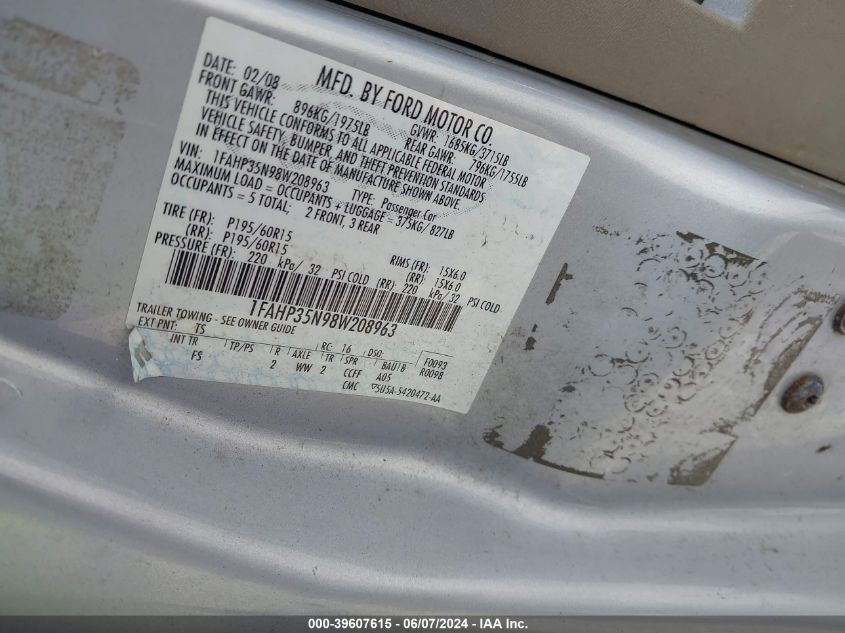 MFD. BY FORD MOTOR CO.
DATE: 02/08 GVWR: 1685KG/3715LB
FRONT GAWR: 896KG/1975LB REAR GAWR: 796KG/1755LB
THIS VEHICLE CONFORMS TO ALL APPLICABLE FEDERAL MOTOR
VEHICLE SAFETY, BUMPER, AND THEFT PREVENTION STANDARDS
IN EFFECT ON THE DATE OF MANUFACTURE SHOWN ABOVE.
VIN: 1FAHP35N98W208963 TYPE: Passenger Car
MAXIMUM LOAD = OCCUPANTS + LUGGAGE = 375KG/827LB
OCCUPANTS = 5 TOTAL; 2 FRONT, 3 REAR
TIRE (FR): P195/60R15 RIMS (FR): 15X6.0
(RR): P195/60R15 (RR): 15X6.0
PRESSURE (FR): 220 kPa/ 32 PSI COLD (RR): 220 kPa/32 PSI COLD
1FAHP35N98W208963
TRAILER TOWING - SEE OWNER GUIDE
EXT PNT: TS RC: 16 DSO: F0093
INT TR TP/PS R AXLE TR SPR BAUIB R0098
FS 2 WW 2 CCFF A05
CMC 5U5A-5420472-AA
000-39607615 - 06/07/2024 - IAA Inc.